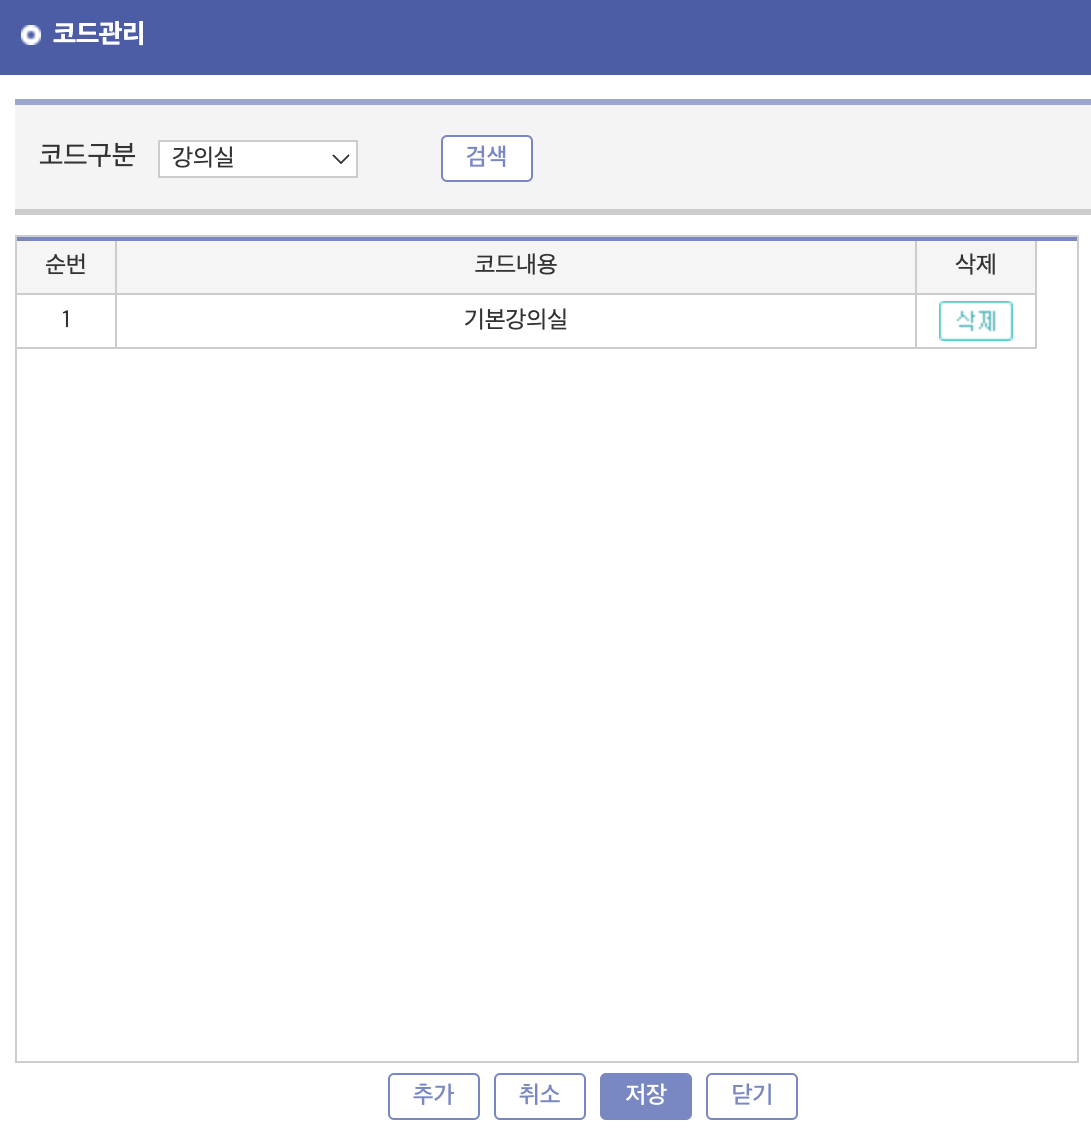 코드관리
코드구분 강의실 검색
순번 코드내용 삭제
1 기본강의실 삭제
추가 취소 저장 닫기